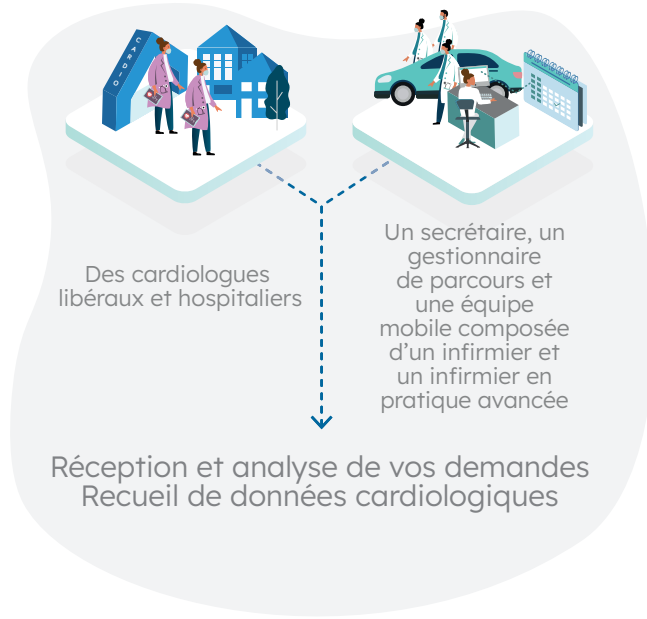 CARDIO
Des cardiologues
libéraux et hospitaliers
Un secrétaire, un
gestionnaire
de parcours et
une équipe
mobile composée
d’un infirmier et
un infirmier en
pratique avancée
Réception et analyse de vos demandes
Recueil de données cardiologiques